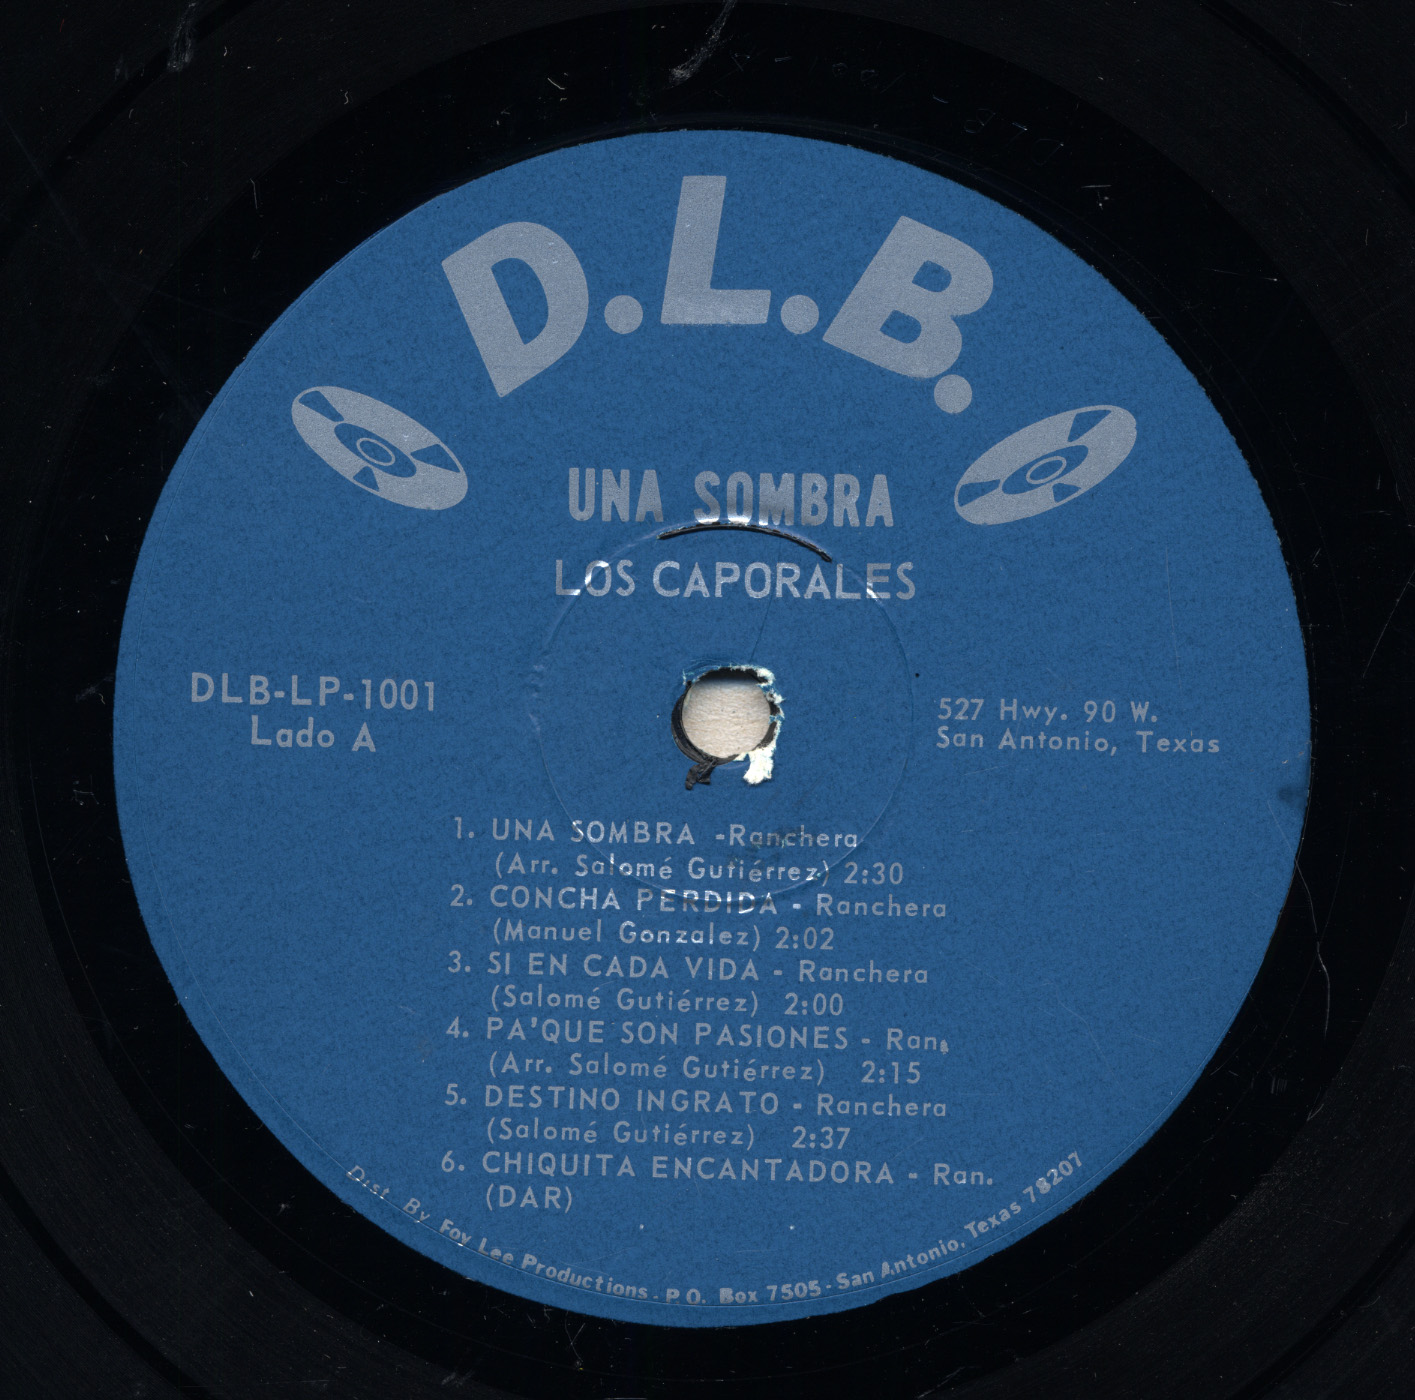 D.L.B.
UNA SOMBRA
LOS CAPORALES
DLB-LP-1001
Lado A
527 Hwy. 90 W.
San Antonio, Texas
1. UNA SOMBRA -Ranchera
(Arr. Salomé Gutiérrez) 2:30
2. CONCHA PERDIDA - Ranchera
(Manuel Gonzalez) 2:02
3. SI EN CADA VIDA - Ranchera
(Salomé Gutiérrez) 2:00
4. PA'QUE SON PASIONES - Ran.
(Arr. Salomé Gutiérrez) 2:15
5. DESTINO INGRATO - Ranchera
(Salomé Gutiérrez) 2:37
6. CHIQUITA ENCANTADORA - Ran.
(DAR)
Dist. By Foy Lee Productions - P.O. Box 7505 - San Antonio, Texas 78207